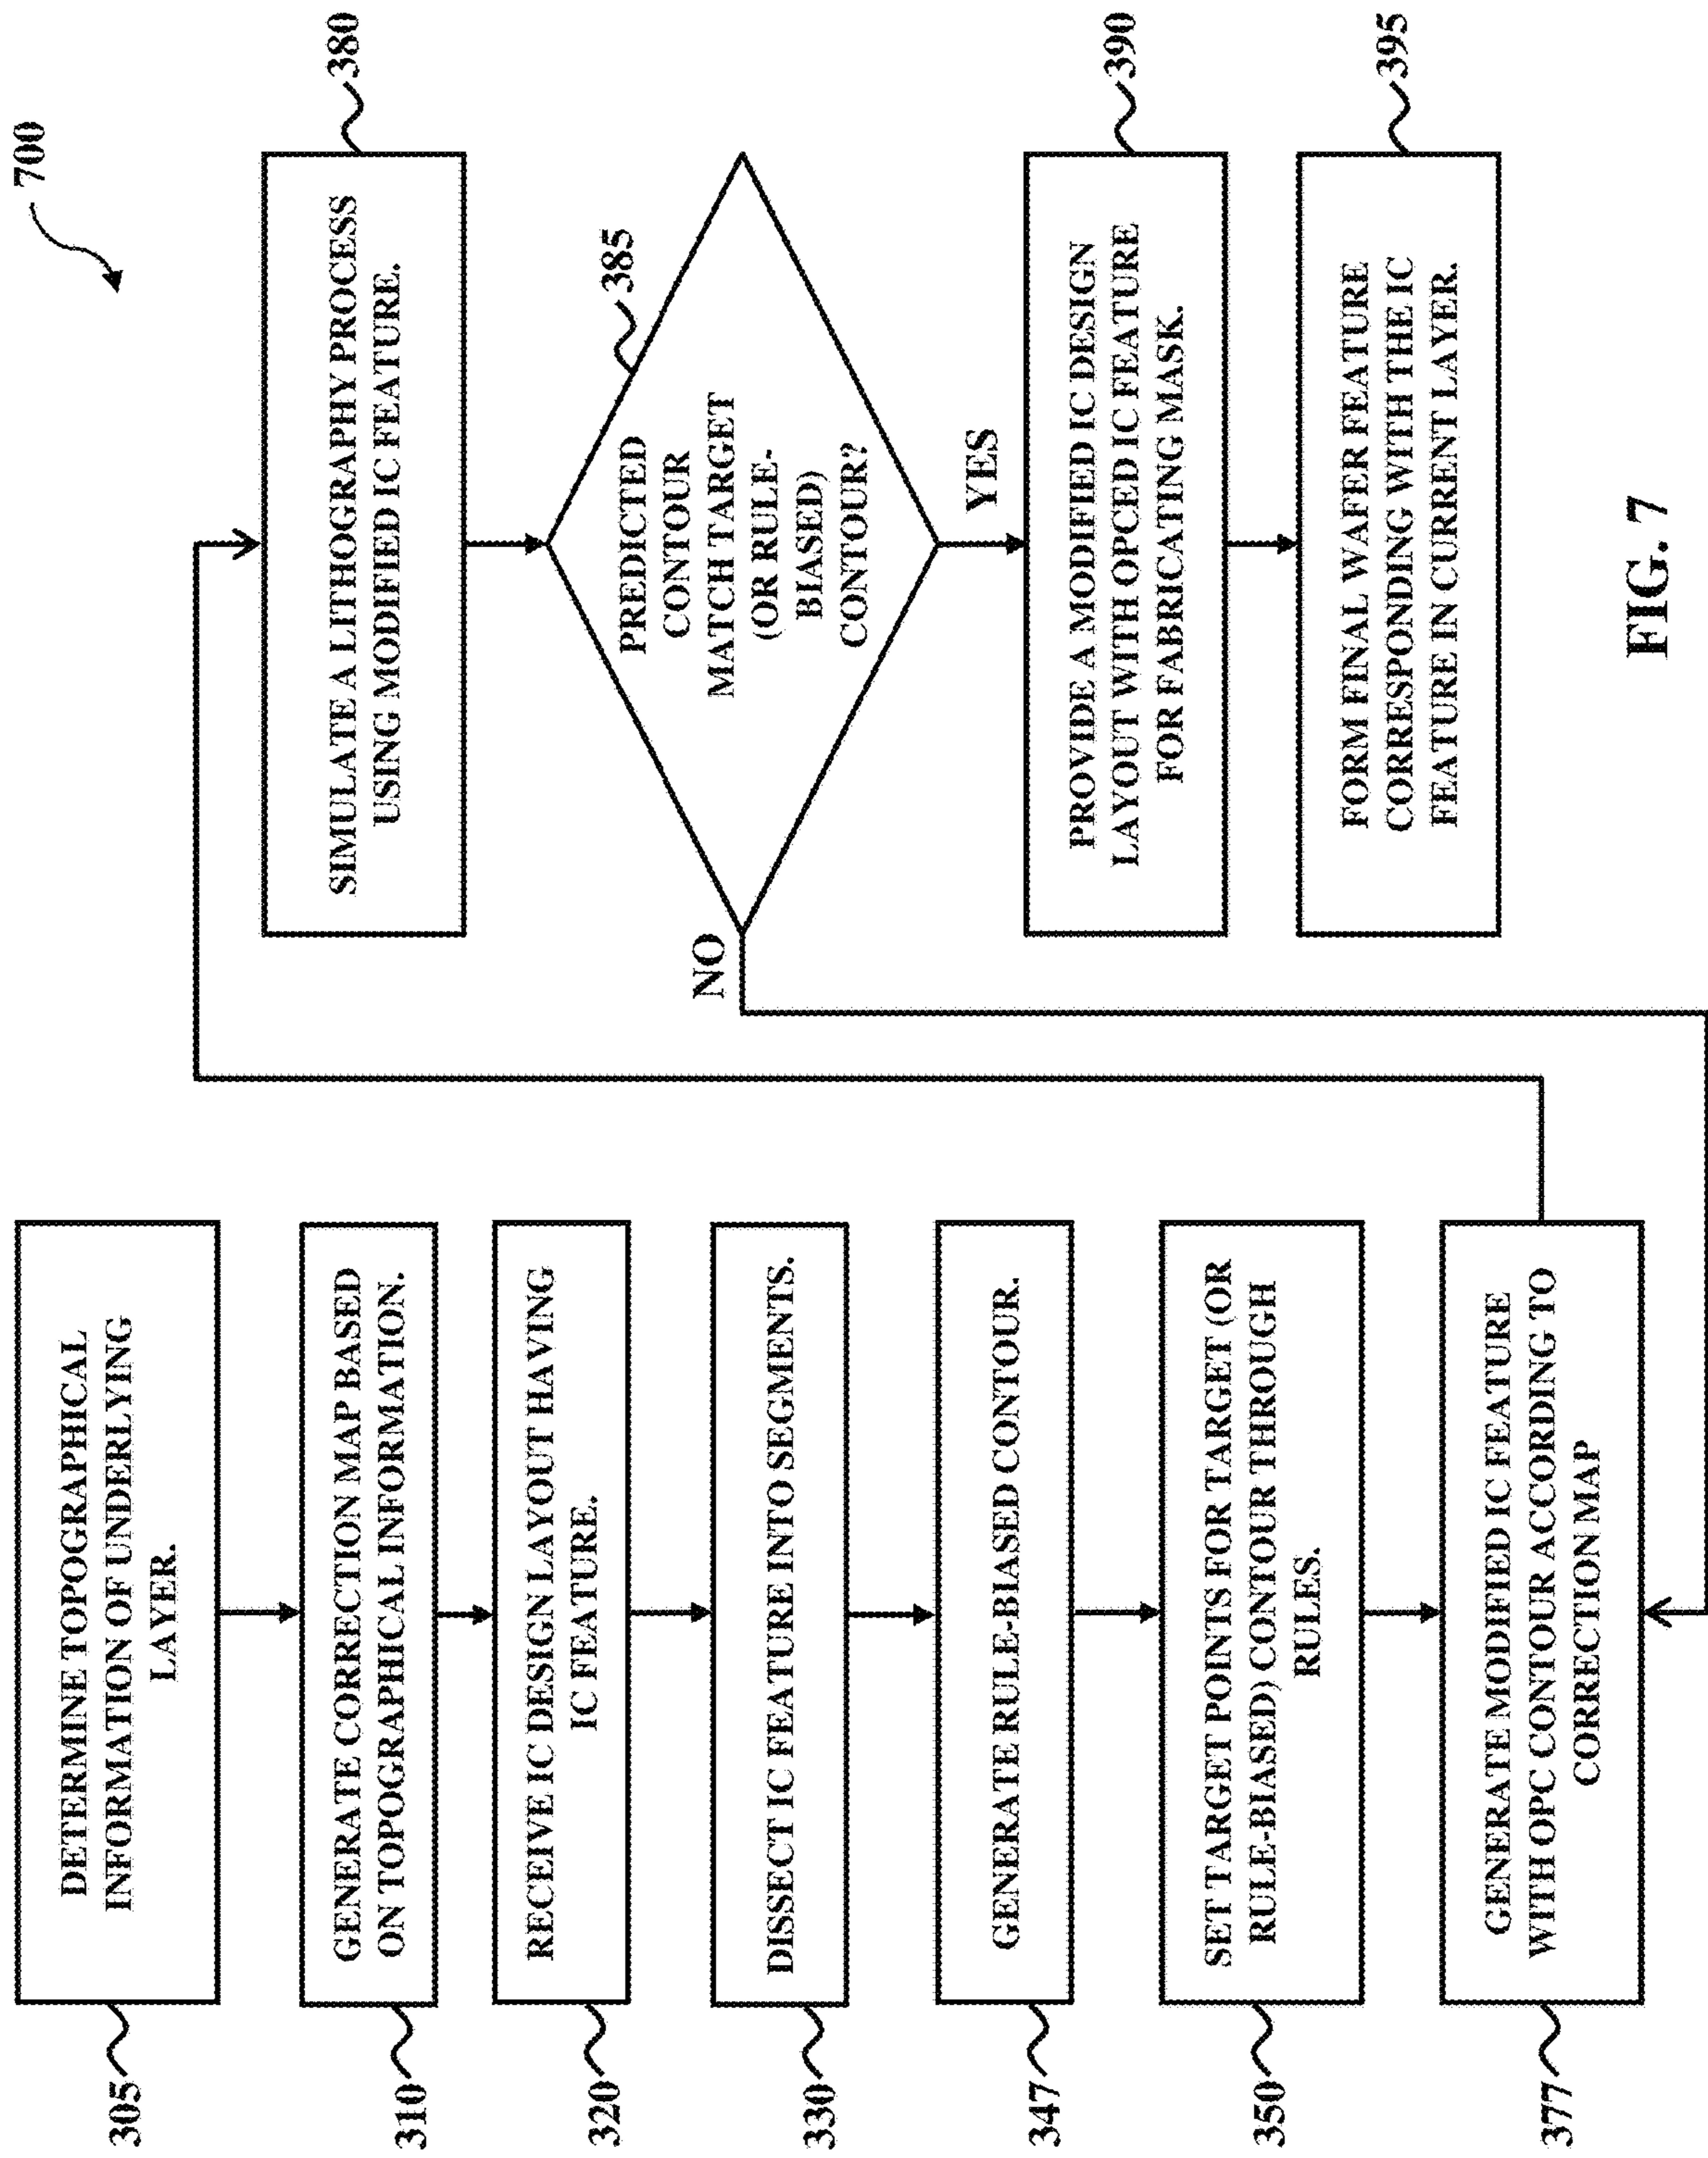 700
305
DETERMINE TOPOGRAPHICAL
INFORMATION OF UNDERLYING
LAYER.
310
GENERATE CORRECTION MAP BASED
ON TOPOGRAPHICAL INFORMATION.
320
RECEIVE IC DESIGN LAYOUT HAVING
IC FEATURE.
330
DISSECT IC FEATURE INTO SEGMENTS.
347
GENERATE RULE-BIASED CONTOUR.
350
SET TARGET POINTS FOR TARGET (OR
RULE-BIASED) CONTOUR THROUGH
RULES.
377
GENERATE MODIFIED IC FEATURE
WITH OPC CONTOUR ACCORDING TO
CORRECTION MAP
380
SIMULATE A LITHOGRAPHY PROCESS
USING MODIFIED IC FEATURE.
385
PREDICTED
CONTOUR
MATCH TARGET
(OR RULE-
BIASED)
CONTOUR?
NO
YES
390
PROVIDE A MODIFIED IC DESIGN
LAYOUT WITH OPCED IC FEATURE
FOR FABRICATING MASK.
395
FORM FINAL WAFER FEATURE
CORRESPONDING WITH THE IC
FEATURE IN CURRENT LAYER.
FIG. 7